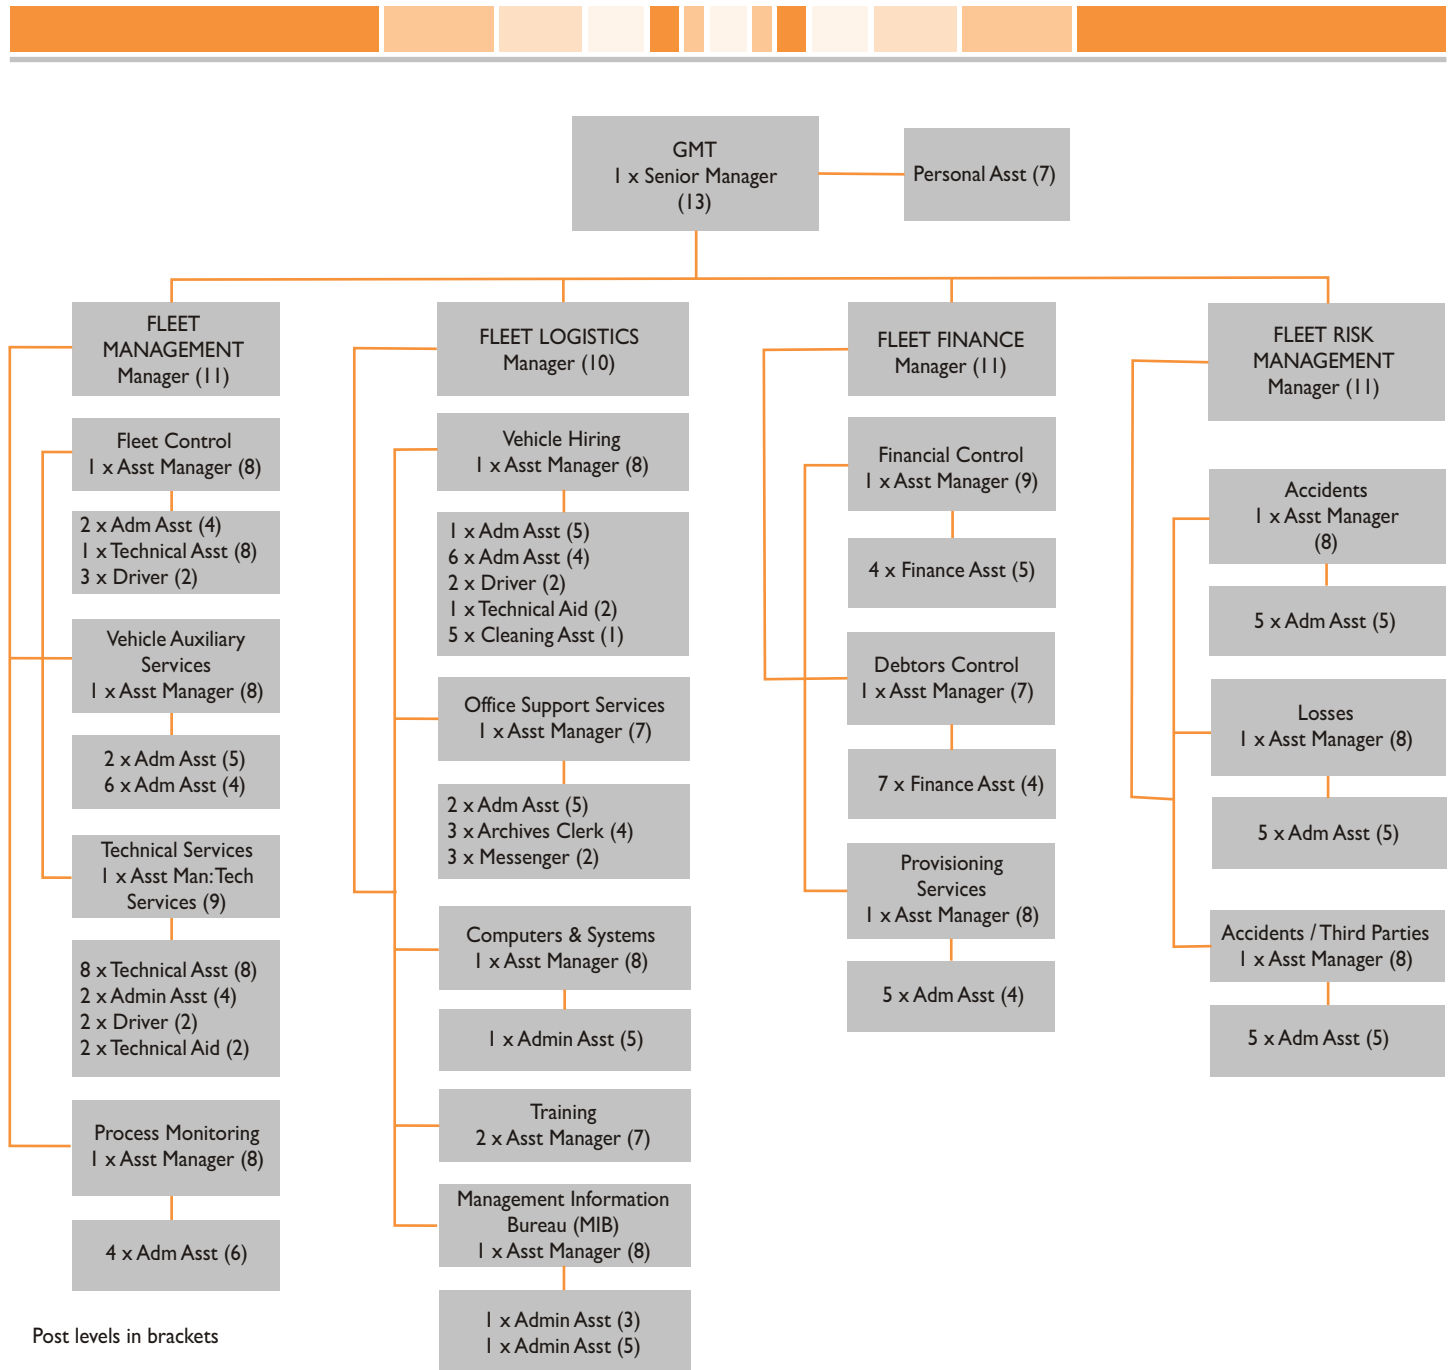 GMT
1 x Senior Manager
(13)
Personal Asst (7)
FLEET
MANAGEMENT
Manager (11)
Fleet Control
1 x Asst Manager (8)
2 x Adm Asst (4)
1 x Technical Asst (8)
3 x Driver (2)
Vehicle Auxiliary
Services
1 x Asst Manager (8)
2 x Adm Asst (5)
6 x Adm Asst (4)
Technical Services
1 x Asst Man: Tech
Services (9)
8 x Technical Asst (8)
2 x Admin Asst (4)
2 x Driver (2)
2 x Technical Aid (2)
Process Monitoring
1 x Asst Manager (8)
4 x Adm Asst (6)
FLEET LOGISTICS
Manager (10)
Vehicle Hiring
1 x Asst Manager (8)
1 x Adm Asst (5)
6 x Adm Asst (4)
2 x Driver (2)
1 x Technical Aid (2)
5 x Cleaning Asst (1)
Office Support Services
1 x Asst Manager (7)
2 x Adm Asst (5)
3 x Archives Clerk (4)
3 x Messenger (2)
Computers & Systems
1 x Asst Manager (8)
1 x Admin Asst (5)
Training
2 x Asst Manager (7)
Management Information
Bureau (MIB)
1 x Asst Manager (8)
1 x Admin Asst (3)
1 x Admin Asst (5)
FLEET FINANCE
Manager (11)
Financial Control
1 x Asst Manager (9)
4 x Finance Asst (5)
Debtors Control
1 x Asst Manager (7)
7 x Finance Asst (4)
Provisioning
Services
1 x Asst Manager (8)
5 x Adm Asst (4)
FLEET RISK
MANAGEMENT
Manager (11)
Accidents
1 x Asst Manager
(8)
5 x Adm Asst (5)
Losses
1 x Asst Manager (8)
5 x Adm Asst (5)
Accidents / Third Parties
1 x Asst Manager (8)
5 x Adm Asst (5)
Post levels in brackets